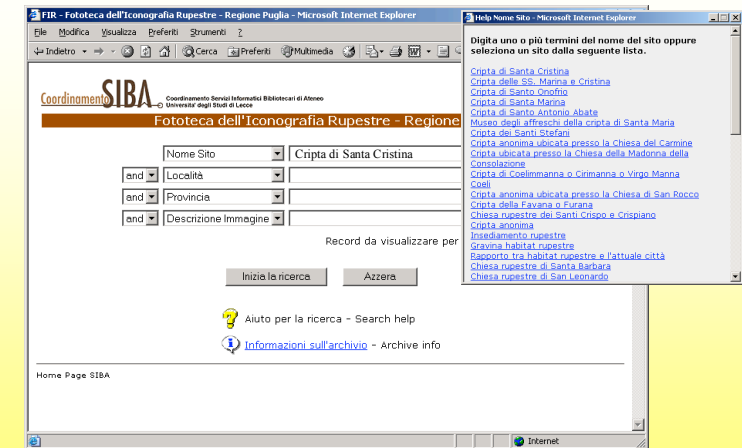 FIR - Fototeca dell'Iconografia Rupestre - Regione Puglia - Microsoft Internet Explorer
File Modifica Visualizza Preferiti Strumenti ?
Indietro Cerca Preferiti Multimedia
Coordinamento SIBA
Coordinamento Servizi Informatici Bibliotecari di Ateneo
Universita' degli Studi di Lecce
Fototeca dell'Iconografia Rupestre - Regione
Nome Sito Cripta di Santa Cristina
and Località
and Provincia
and Descrizione Immagine
Record da visualizzare per
Inizia la ricerca Azzera
Aiuto per la ricerca - Search help
Informazioni sull'archivio - Archive info
Home Page SIBA
Internet
Help Nome Sito - Microsoft Internet Explorer
Digita uno o più termini del nome del sito oppure
seleziona un sito dalla seguente lista.
Cripta di Santa Cristina
Cripta delle SS. Marina e Cristina
Cripta di Santo Onofrio
Cripta di Santa Marina
Cripta di Santo Antonio Abate
Museo degli affreschi della cripta di Santa Maria
Cripta dei Santi Stefani
Cripta anonima ubicata presso la Chiesa del Carmine
Cripta ubicata presso la Chiesa della Madonna della
Consolazione
Cripta di Coelimmanna o Cirimanna o Virgo Manna
Coeli
Cripta anonima ubicata presso la Chiesa di San Rocco
Cripta della Favana o Furana
Chiesa rupestre dei Santi Crispo e Crispiano
Cripta anonima
Insediamento rupestre
Gravina habitat rupestre
Rapporto tra habitat rupestre e l'attuale città
Chiesa rupestre di Santa Barbara
Chiesa rupestre di San Leonardo